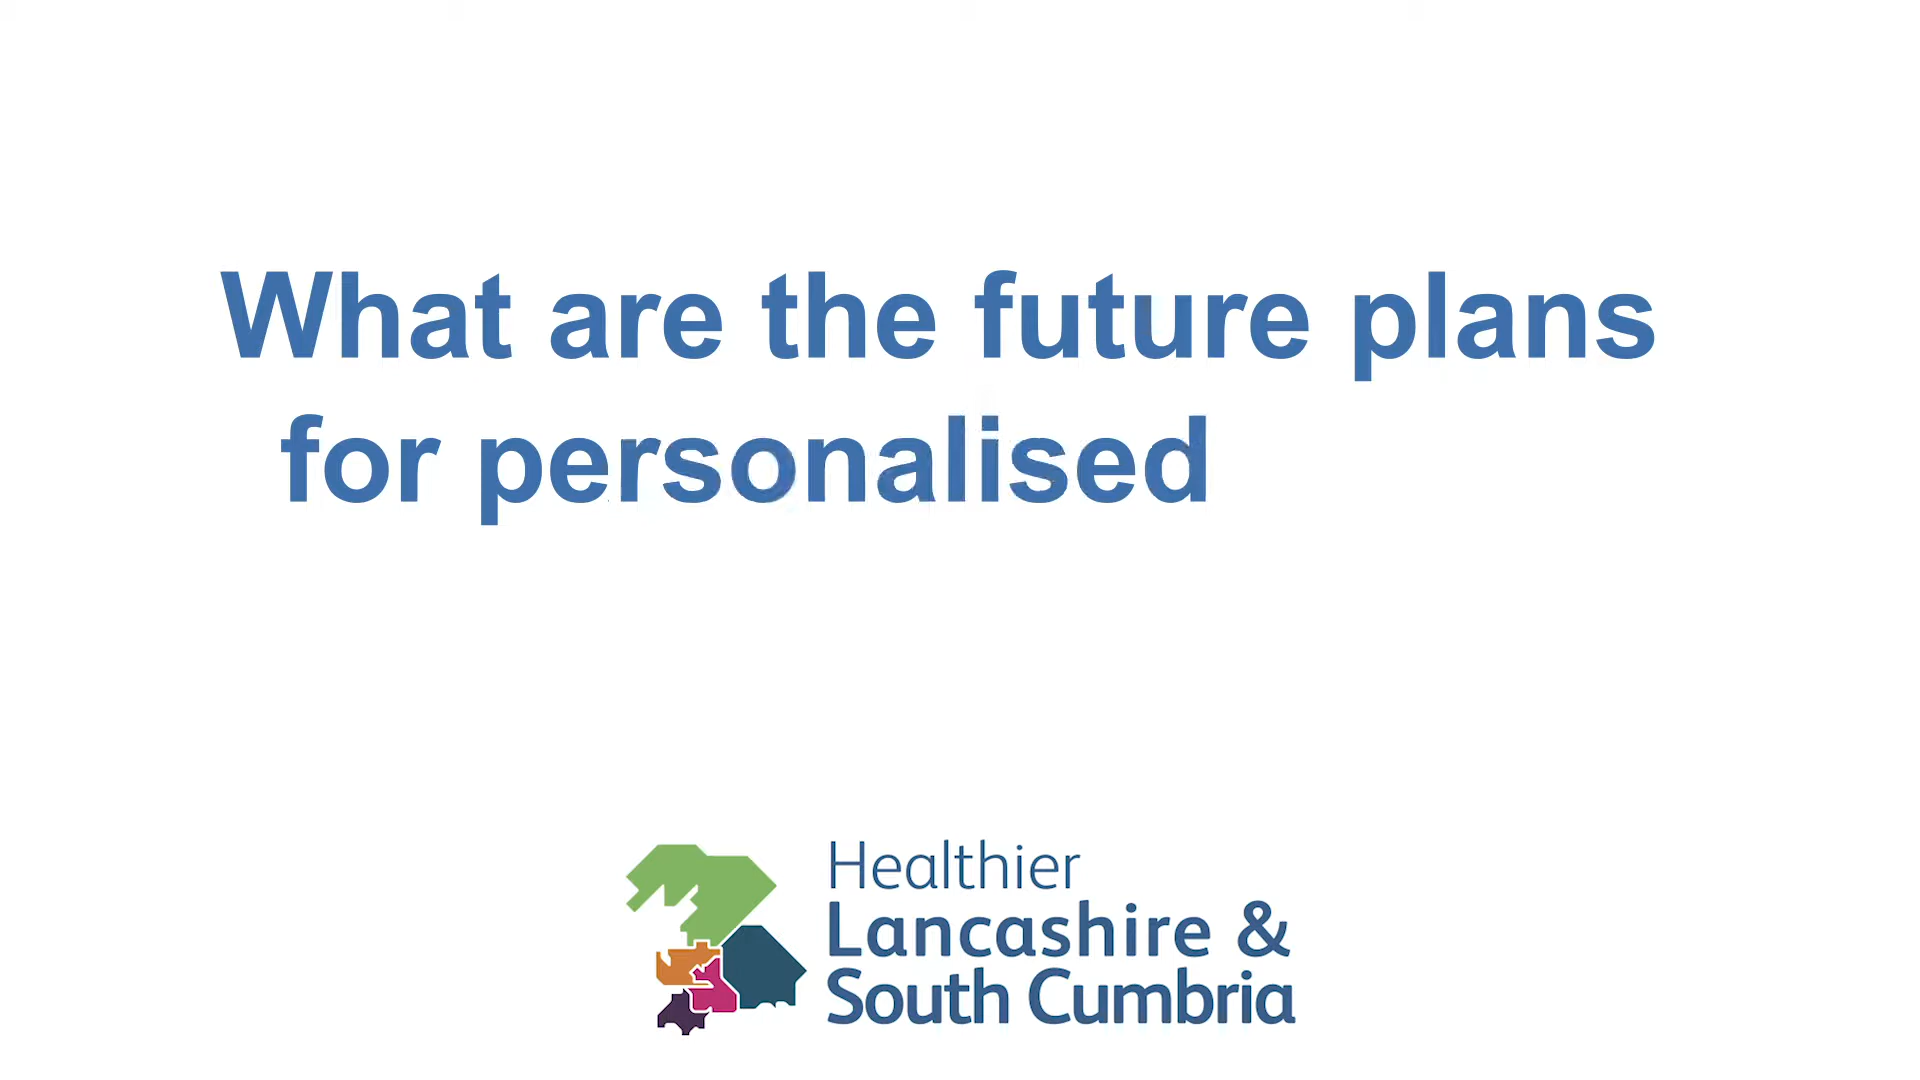 What are the future plans
for personalised
Healthier
Lancashire &
South Cumbria